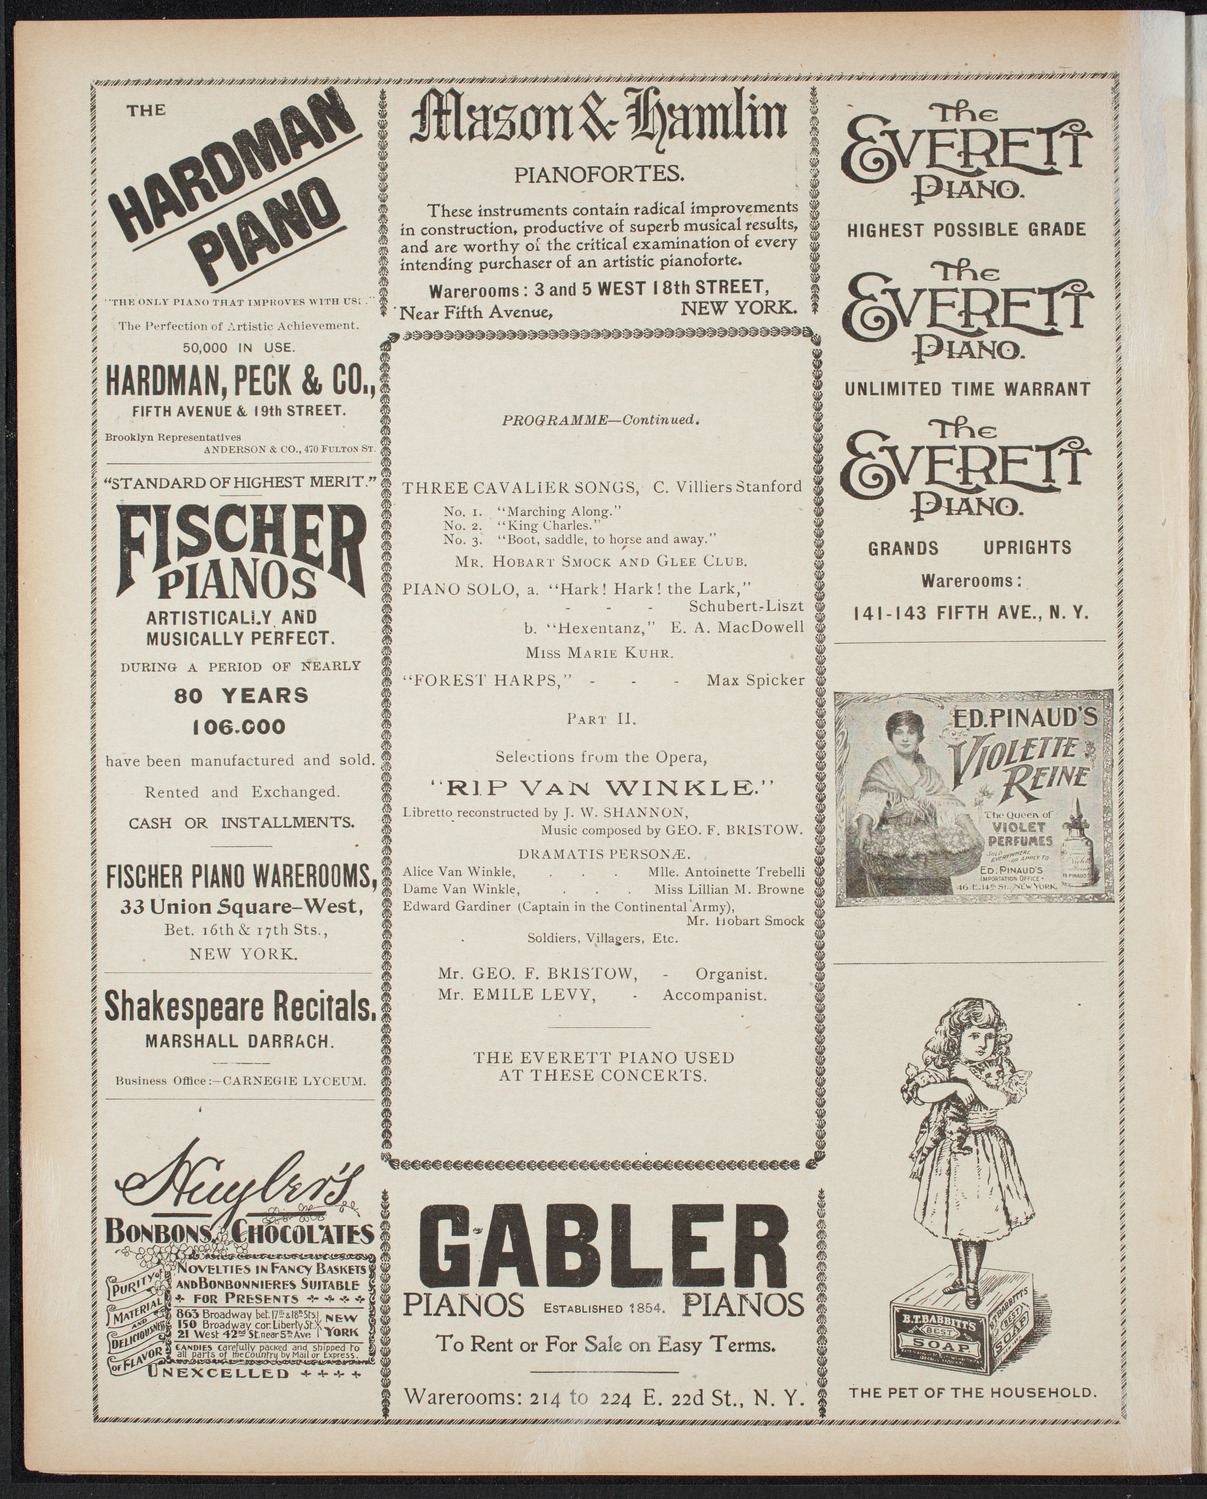 THE
HARDMAN
PIANO
"THE ONLY PIANO THAT IMPROVES WITH USE."
The Perfection of Artistic Achievement.
50,000 IN USE.
HARDMAN, PECK & CO.,
FIFTH AVENUE & 19th STREET.
Brooklyn Representatives
ANDERSON & CO., 470 FULTON ST.
"STANDARD OF HIGHEST MERIT."
FISCHER
PIANOS
ARTISTICALLY AND
MUSICALLY PERFECT.
DURING A PERIOD OF NEARLY
80 YEARS
106.000
have been manufactured and sold.
Rented and Exchanged.
CASH OR INSTALLMENTS.
FISCHER PIANO WAREROOMS,
33 Union Square-West,
Bet. 16th & 17th Sts.,
NEW YORK.
Shakespeare Recitals.
MARSHALL DARRACH.
Business Office:—CARNEGIE LYCEUM.
Huyler's
BONBONS, CHOCOLATES
NOVELTIES IN FANCY BASKETS
AND BONBONNIERES SUITABLE
FOR PRESENTS
PURITY OF
MATERIAL
AND
DELICIOUSNESS
OF FLAVOR
863 Broadway bet. 17th & 18th Sts.
150 Broadway cor. Liberty St.
21 West 42nd St. near 5th Ave
NEW
YORK
CANDIES carefully packed and shipped to
all parts of the Country by Mail or Express.
UNEXCELLED
Mason & Hamlin
PIANOFORTES.
These instruments contain radical improvements
in construction, productive of superb musical results,
and are worthy of the critical examination of every
intending purchaser of an artistic pianoforte.
Warerooms: 3 and 5 WEST 18th STREET,
Near Fifth Avenue, NEW YORK.
PROGRAMME—Continued.
THREE CAVALIER SONGS, C. Villiers Stanford
No. 1. "Marching Along."
No. 2. "King Charles."
No. 3. "Boot, saddle, to horse and away."
MR. HOBART SMOCK AND GLEE CLUB.
PIANO SOLO, a. "Hark! Hark! the Lark,"
- - - Schubert-Liszt
b. "Hexentanz," E. A. MacDowell
MISS MARIE KUHR.
"FOREST HARPS," - - - Max Spicker
PART II.
Selections from the Opera,
"RIP VAN WINKLE."
Libretto reconstructed by J. W. SHANNON,
Music composed by GEO. F. BRISTOW.
DRAMATIS PERSONÆ.
Alice Van Winkle, . . . Mlle. Antoinette Trebelli
Dame Van Winkle, . . . Miss Lillian M. Browne
Edward Gardiner (Captain in the Continental Army),
Mr. Hobart Smock
Soldiers, Villagers, Etc.
Mr. GEO. F. BRISTOW, - Organist.
Mr. EMILE LEVY, - Accompanist.
THE EVERETT PIANO USED
AT THESE CONCERTS.
GABLER
PIANOS ESTABLISHED 1854. PIANOS
To Rent or For Sale on Easy Terms.
Warerooms: 214 to 224 E. 22d St., N. Y.
The
EVERETT
PIANO.
HIGHEST POSSIBLE GRADE
The
EVERETT
PIANO.
UNLIMITED TIME WARRANT
The
EVERETT
PIANO.
GRANDS UPRIGHTS
Warerooms:
141-143 FIFTH AVE., N. Y.
ED. PINAUD'S
VIOLETTE
REINE
The Queen of
VIOLET
PERFUMES
SOLD EVERYWHERE
OR APPLY TO
ED. PINAUD'S
IMPORTATION OFFICE
46 E. 14th ST., NEW YORK
B.T. BABBITT'S
BEST
SOAP
B.T. BABBITT'S
BEST
SOAP
THE PET OF THE HOUSEHOLD.